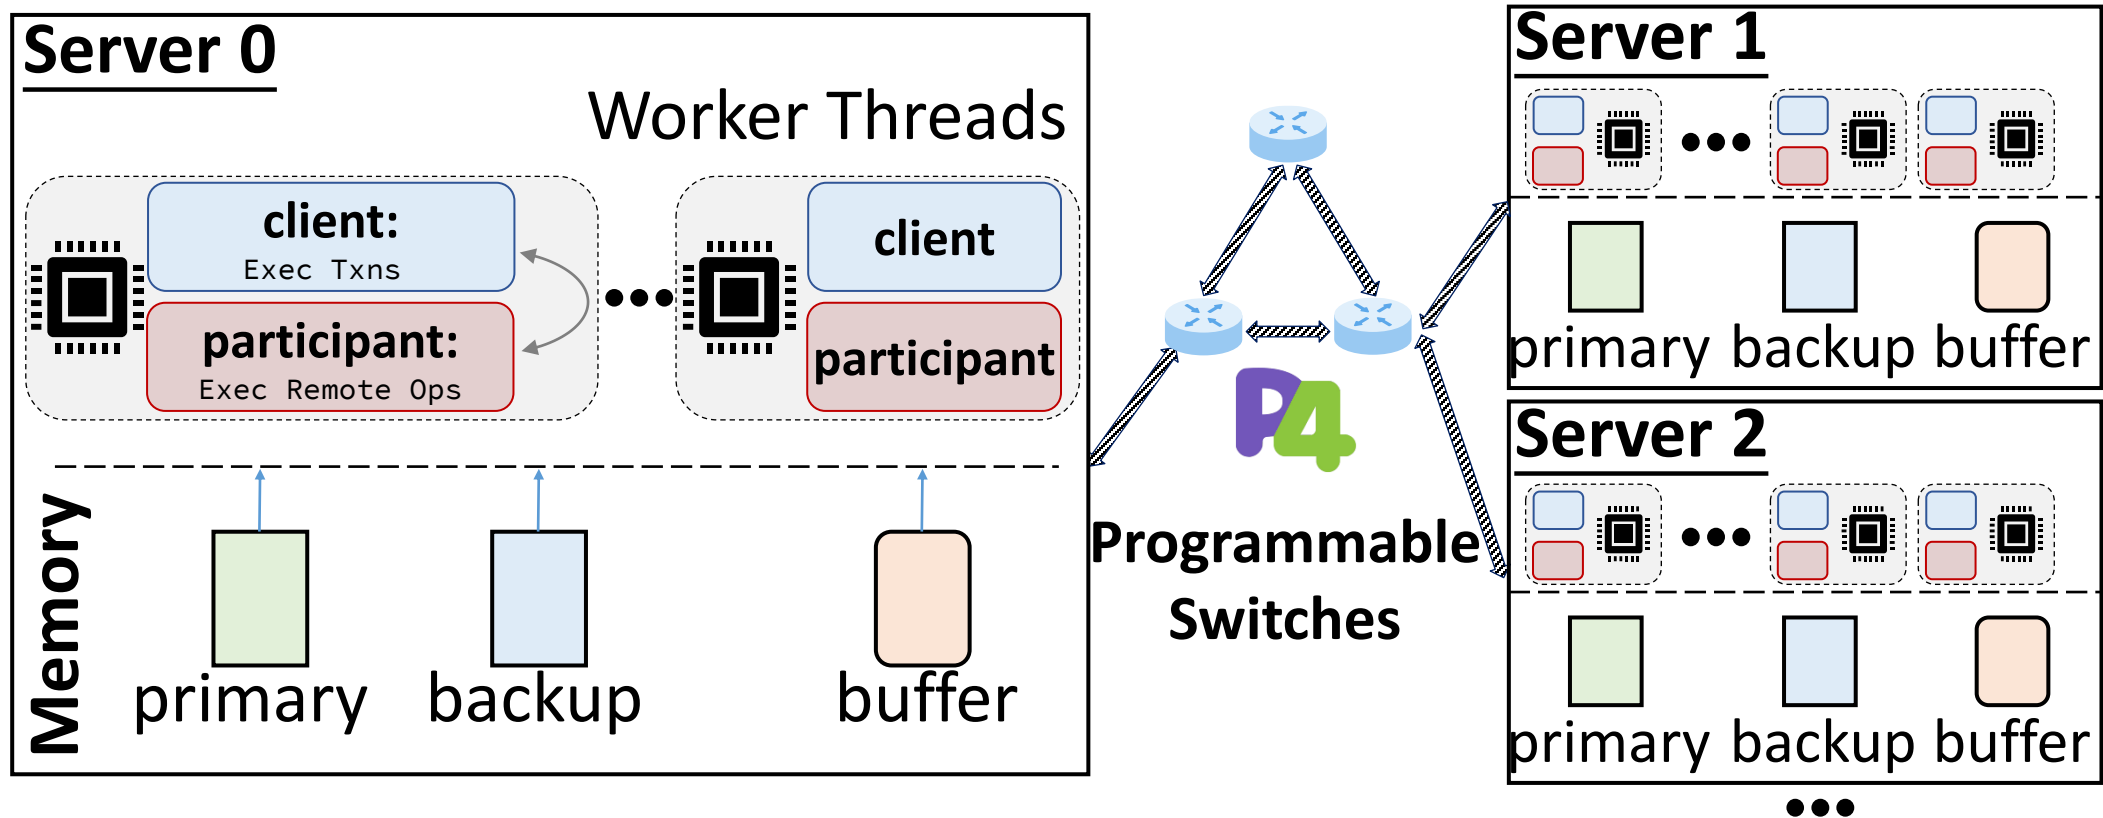 Server 0
Worker Threads
client:
Exec Txns
participant:
Exec Remote Ops
client
participant
Memory
primary
backup
buffer
P4
Programmable
Switches
Server 1
primary
backup
buffer
Server 2
primary
backup
buffer